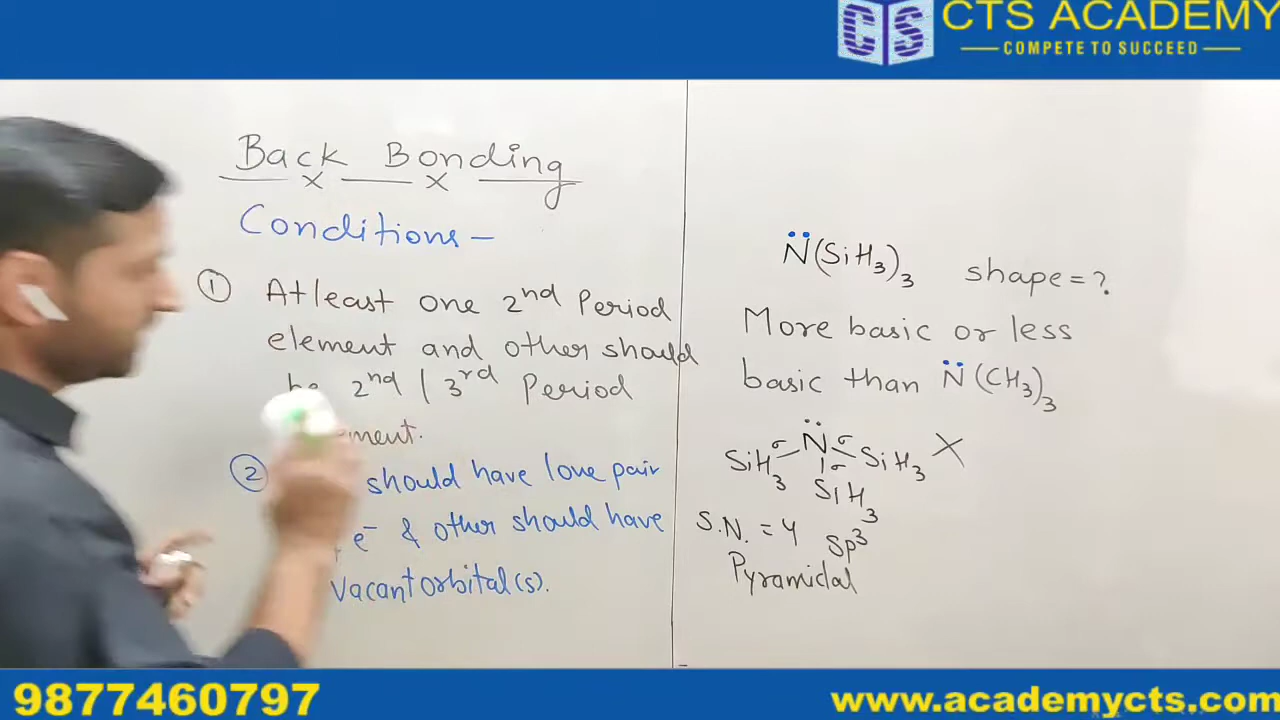 CTS ACADEMY
CTS
COMPETE TO SUCCEED
Back Bonding
Conditions -
① Atleast one 2nd Period
element and other should
be 2nd / 3rd Period
ement.
② should have lone pair
e- & other should have
Vacant orbital(s).
N̈(SiH3)3 shape = ?
More basic or less
basic than N̈(CH3)3
SiH3 σ N̈ σ SiH3 X
σ
SiH3
S.N. = 4 Sp3
Pyramidal
9877460797
www.academycts.com